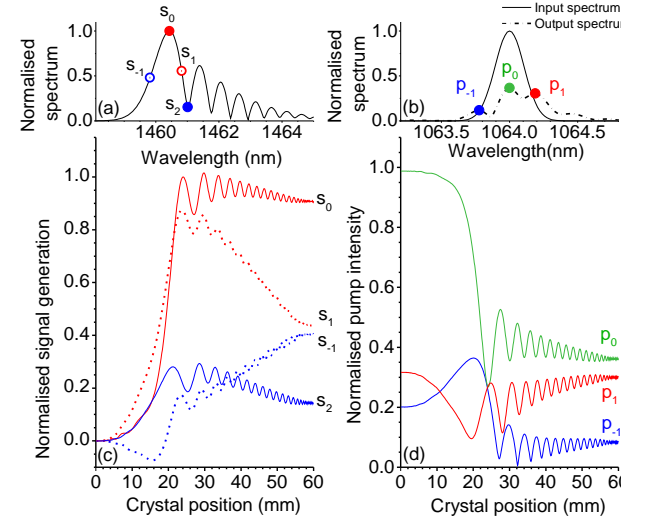 s0
s1
s-1
s2
(a)
1.0
0.5
0.0
1460
1462
1464
Wavelength (nm)
Normalised
spectrum
Input spectrum
Output spectru
p-1
p0
p1
(b)
1.0
0.5
0.0
1063.5
1064.0
1064.5
Wavelength(nm)
Normalised
spectrum
s0
s1
s-1
s2
(c)
1.0
0.8
0.6
0.4
0.2
0.0
0
10
20
30
40
50
60
Crystal position (mm)
Normalised signal generation
p0
p1
p-1
(d)
1.0
0.8
0.6
0.4
0.2
0.0
0
10
20
30
40
50
60
Crystal position (mm)
Normalised pump intensity